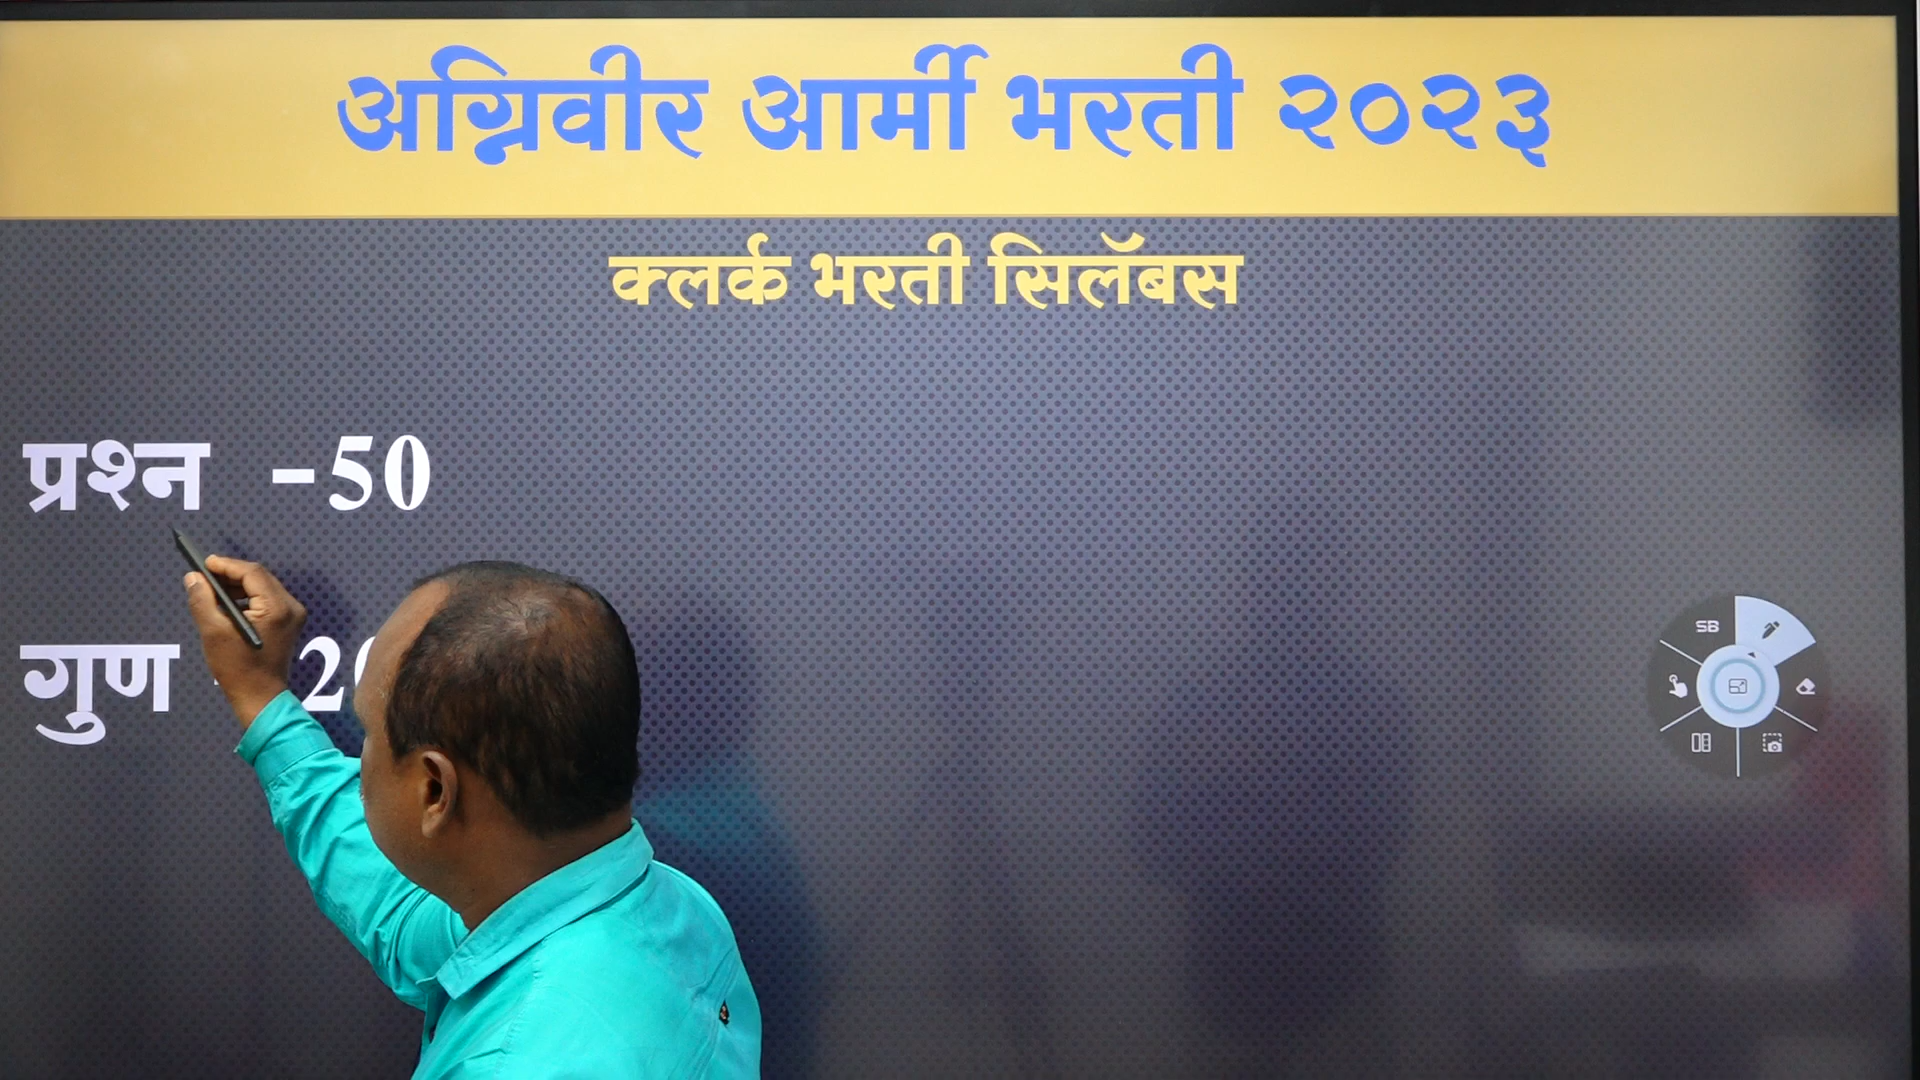 अग्निवीर आर्मी भरती २०२३
क्लर्क भरती सिलॅबस
प्रश्न -50
गुण
SB